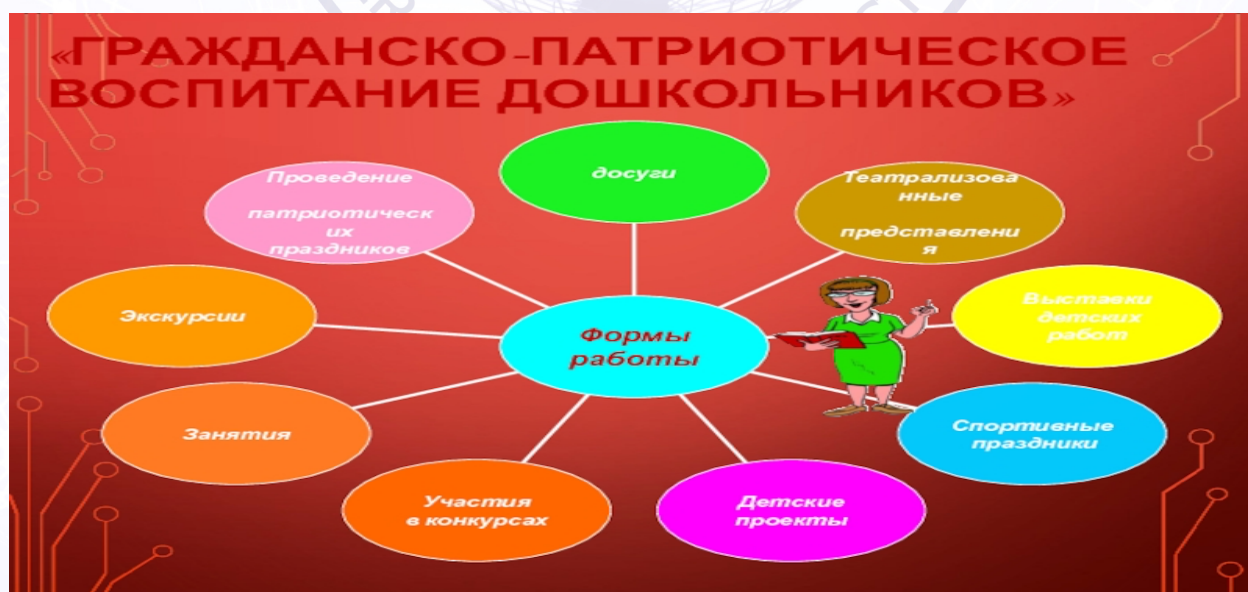 «ГРАЖДАНСКО-ПАТРИОТИЧЕСКОЕ
ВОСПИТАНИЕ ДОШКОЛЬНИКОВ»
досуги
Театрализова
нные
представлени
я
Выставки
детских
работ
Спортивные
праздники
Детские
проекты
Участия
в конкурсах
Занятия
Экскурсии
Проведение
патриотическ
их
праздников
Формы
работы